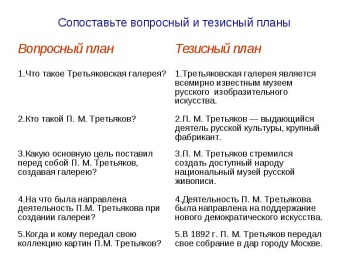 Сопоставьте вопросный и тезисный планы
Вопросный план
Тезисный план
1.Что такое Третьяковская галерея?
1.Третьяковская галерея является
всемирно известным музеем
русского изобразительного
искусства.
2.Кто такой П. М. Третьяков?
2.П. М. Третьяков — выдающийся
деятель русской культуры, крупный
фабрикант.
3.Какую основную цель поставил
перед собой П. М. Третьяков,
создавая галерею?
3.П. М. Третьяков стремился
создать доступный народу
национальный музей русской
живописи.
4.На что была направлена
деятельность П.М. Третьякова при
создании галереи?
4.Деятельность П. М. Третьякова
была направлена на поддержание
нового демократического искусства.
5.Когда и кому передал свою
коллекцию картин П.М. Третьяков?
5.В 1892 г. П. М. Третьяков передал
свое собрание в дар городу Москве.